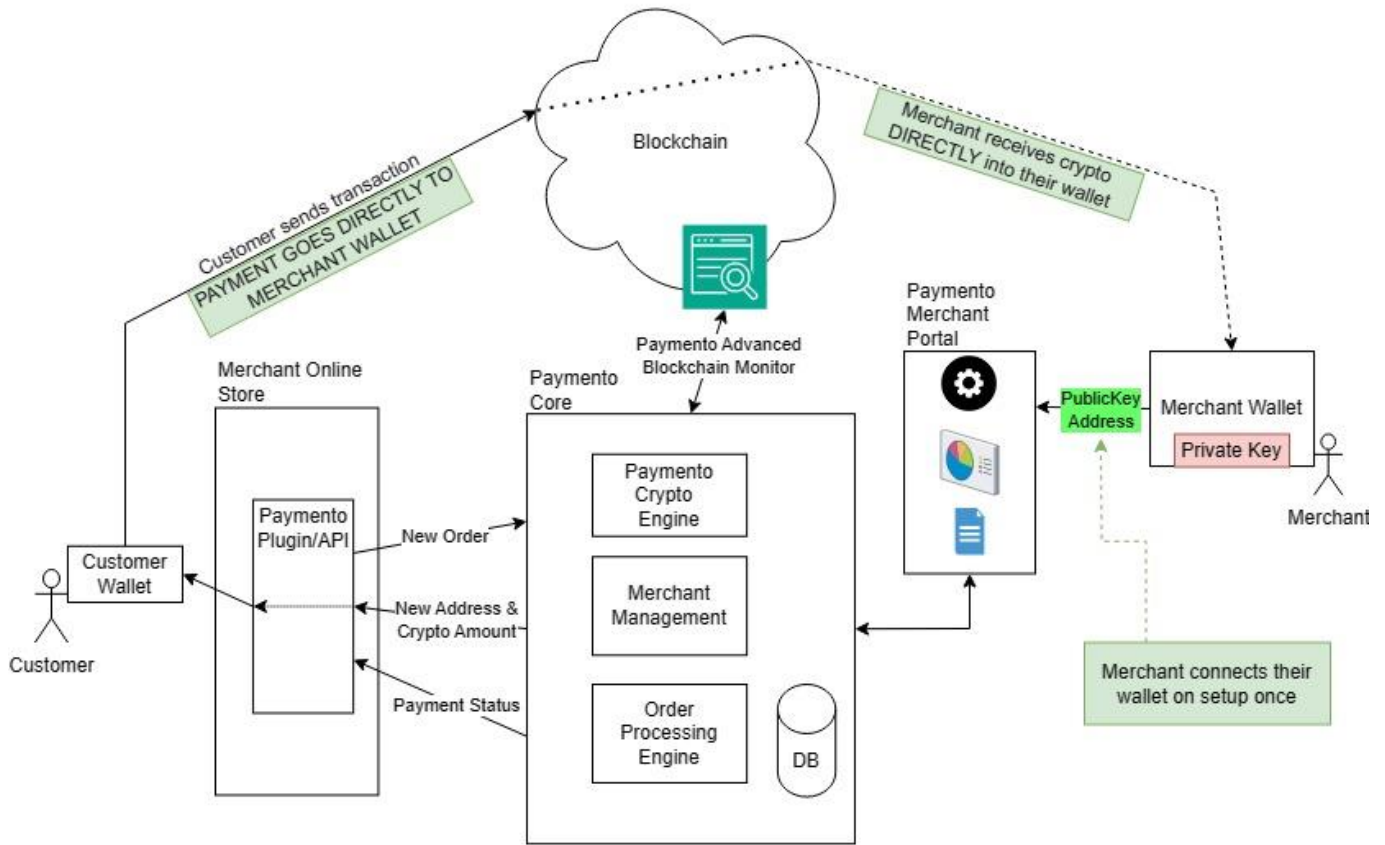 Blockchain
Customer sends transaction
PAYMENT GOES DIRECTLY TO
MERCHANT WALLET
Merchant receives crypto
DIRECTLY into their wallet
Paymento Advanced
Blockchain Monitor
Paymento
Merchant
Portal
Merchant Online
Store
Paymento
Core
PublicKey
Address
Merchant Wallet
Private Key
Merchant
Paymento
Crypto
Engine
Paymento
Plugin/API
New Order
Customer
Wallet
Customer
New Address &
Crypto Amount
Merchant
Management
Payment Status
Order
Processing
Engine
DB
Merchant connects their
wallet on setup once